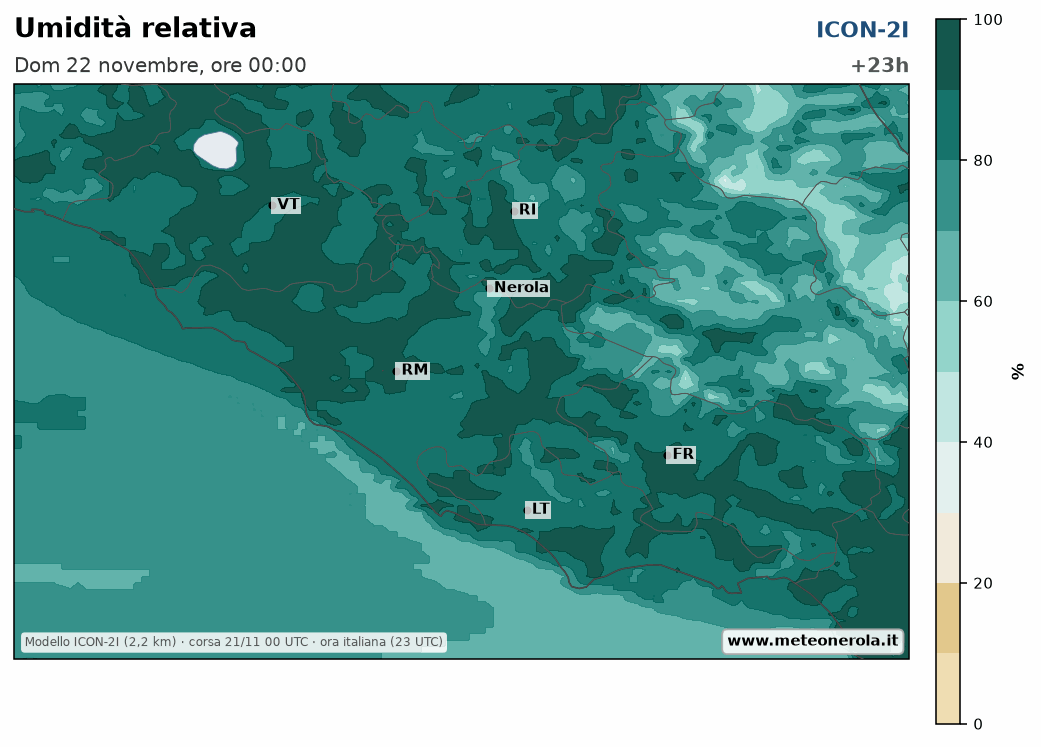 Umidità relativa
ICON-2I
Dom 22 novembre, ore 00:00
+23h
VT
RI
Nerola
RM
FR
LT
Modello ICON-2I (2,2 km) · corsa 21/11 00 UTC · ora italiana (23 UTC)
www.meteonerola.it
100
80
60
40
20
0
%